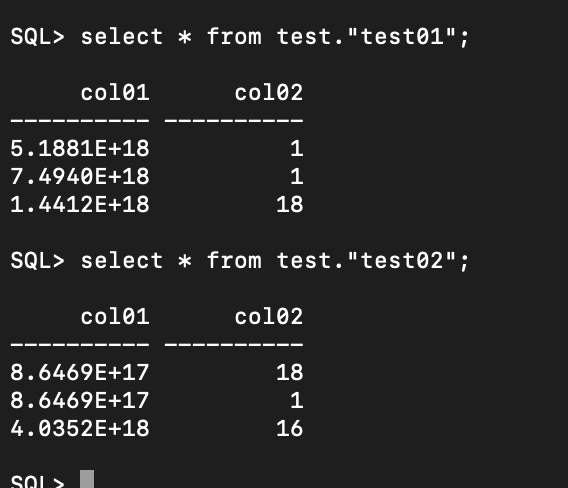 SQL> select * from test."test01";
col01 col02
---------- ----------
5.1881E+18 1
7.4940E+18 1
1.4412E+18 18
SQL> select * from test."test02";
col01 col02
---------- ----------
8.6469E+17 18
8.6469E+17 1
4.0352E+18 16
SQL>